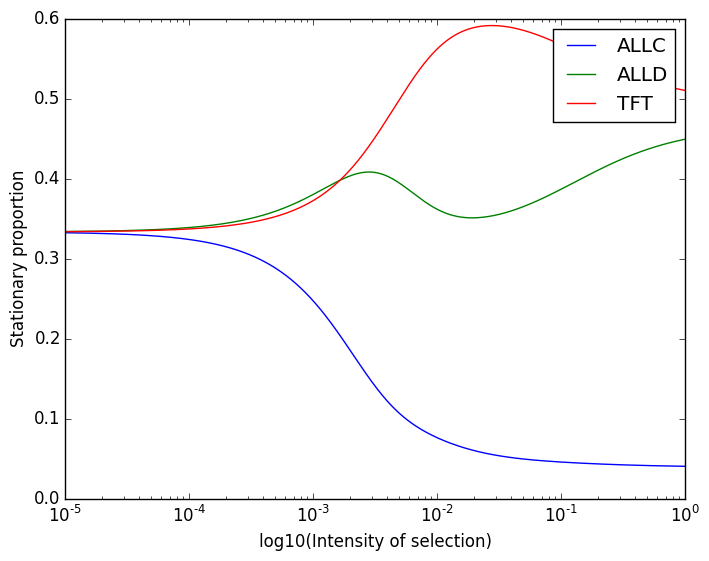 0.6
0.5
0.4
0.3
0.2
0.1
0.0
Stationary proportion
ALLC
ALLD
TFT
10^-5
10^-4
10^-3
10^-2
10^-1
10^0
log10(Intensity of selection)